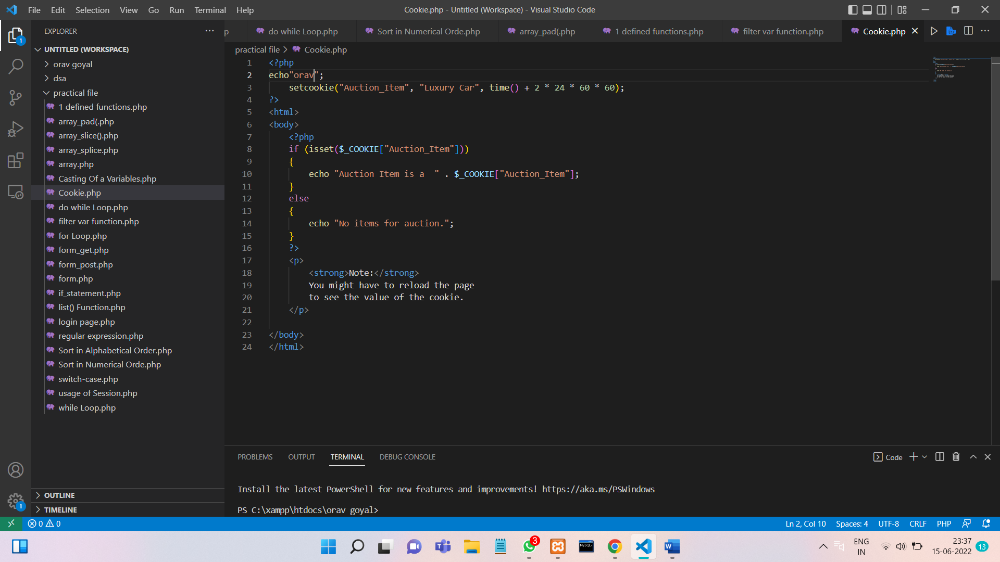 File Edit Selection View Go Run Terminal Help
Cookie.php - Untitled (Workspace) - Visual Studio Code
EXPLORER
UNTITLED (WORKSPACE)
orav goyal
dsa
practical file
1 defined functions.php
array_pad(.php
array_slice().php
array_splice.php
array.php
Casting Of a Variables.php
Cookie.php
do while Loop.php
filter var function.php
for Loop.php
form_get.php
form_post.php
form.php
if_statement.php
list() Function.php
login page.php
regular expression.php
Sort in Alphabetical Order.php
Sort in Numerical Orde.php
switch-case.php
usage of Session.php
while Loop.php
OUTLINE
TIMELINE
p do while Loop.php Sort in Numerical Orde.php array_pad(.php 1 defined functions.php filter var function.php Cookie.php
practical file > Cookie.php
1 <?php
2 echo"orav";
3 setcookie("Auction_Item", "Luxury Car", time() + 2 * 24 * 60 * 60);
4 ?>
5 <html>
6 <body>
7 <?php
8 if (isset($_COOKIE["Auction_Item"]))
9 {
10 echo "Auction Item is a  " . $_COOKIE["Auction_Item"];
11 }
12 else
13 {
14 echo "No items for auction.";
15 }
16 ?>
17 <p>
18 <strong>Note:</strong>
19 You might have to reload the page
20 to see the value of the cookie.
21 </p>
22
23 </body>
24 </html>
PROBLEMS OUTPUT TERMINAL DEBUG CONSOLE
Code
Install the latest PowerShell for new features and improvements! https://aka.ms/PSWindows
PS C:\xampp\htdocs\orav goyal>
1
1
0 0
Ln 2, Col 10 Spaces: 4 UTF-8 CRLF PHP
3
MySQL
ENG
IN
23:37
15-06-2022
13